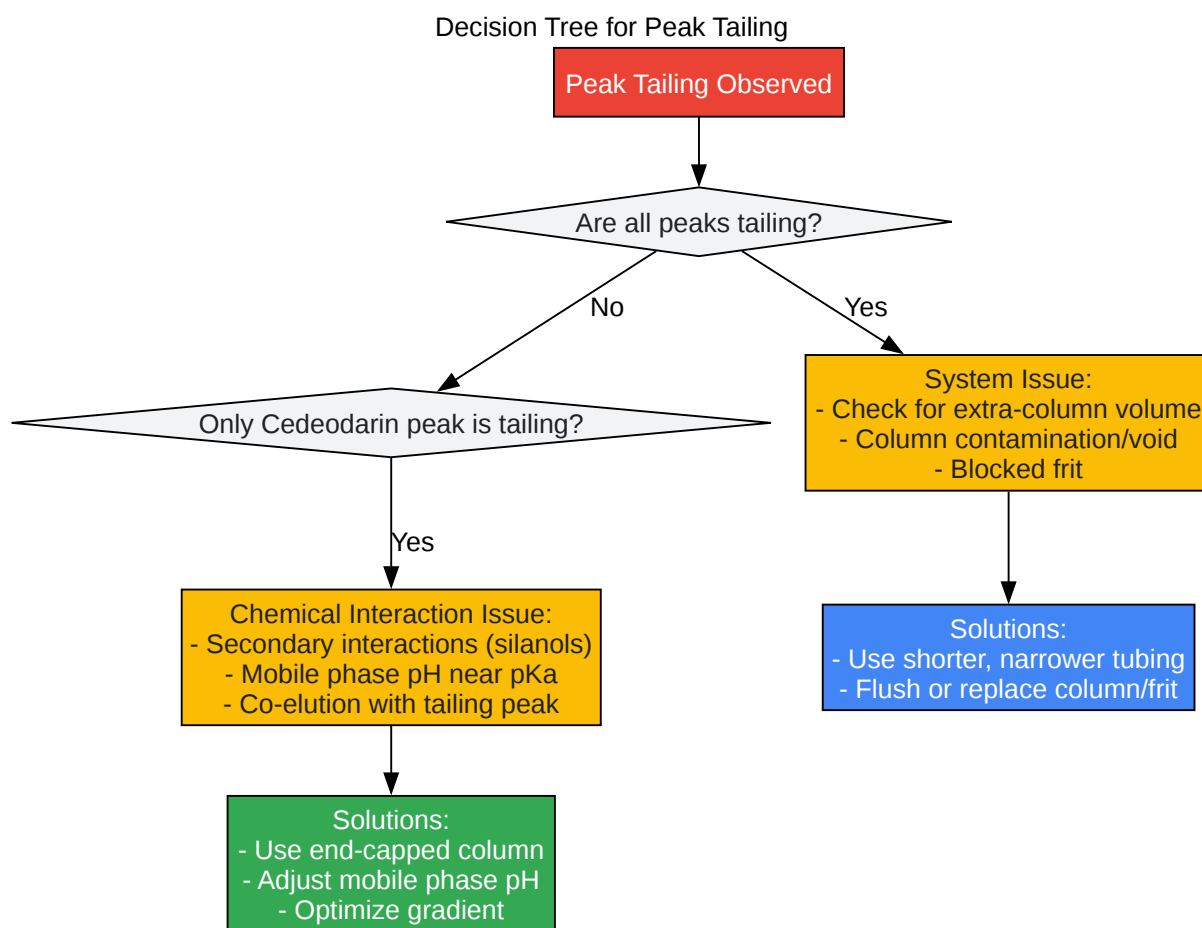 Decision Tree for Peak Tailing
Peak Tailing Observed
Are all peaks tailing?
No
Yes
Only Cedeodarin peak is tailing?
System Issue:
- Check for extra-column volume
- Column contamination/void
- Blocked frit
Yes
Chemical Interaction Issue:
- Secondary interactions (silanols)
- Mobile phase pH near pKa
- Co-elution with tailing peak
Solutions:
- Use shorter, narrower tubing
- Flush or replace column/frit
Solutions:
- Use end-capped column
- Adjust mobile phase pH
- Optimize gradient